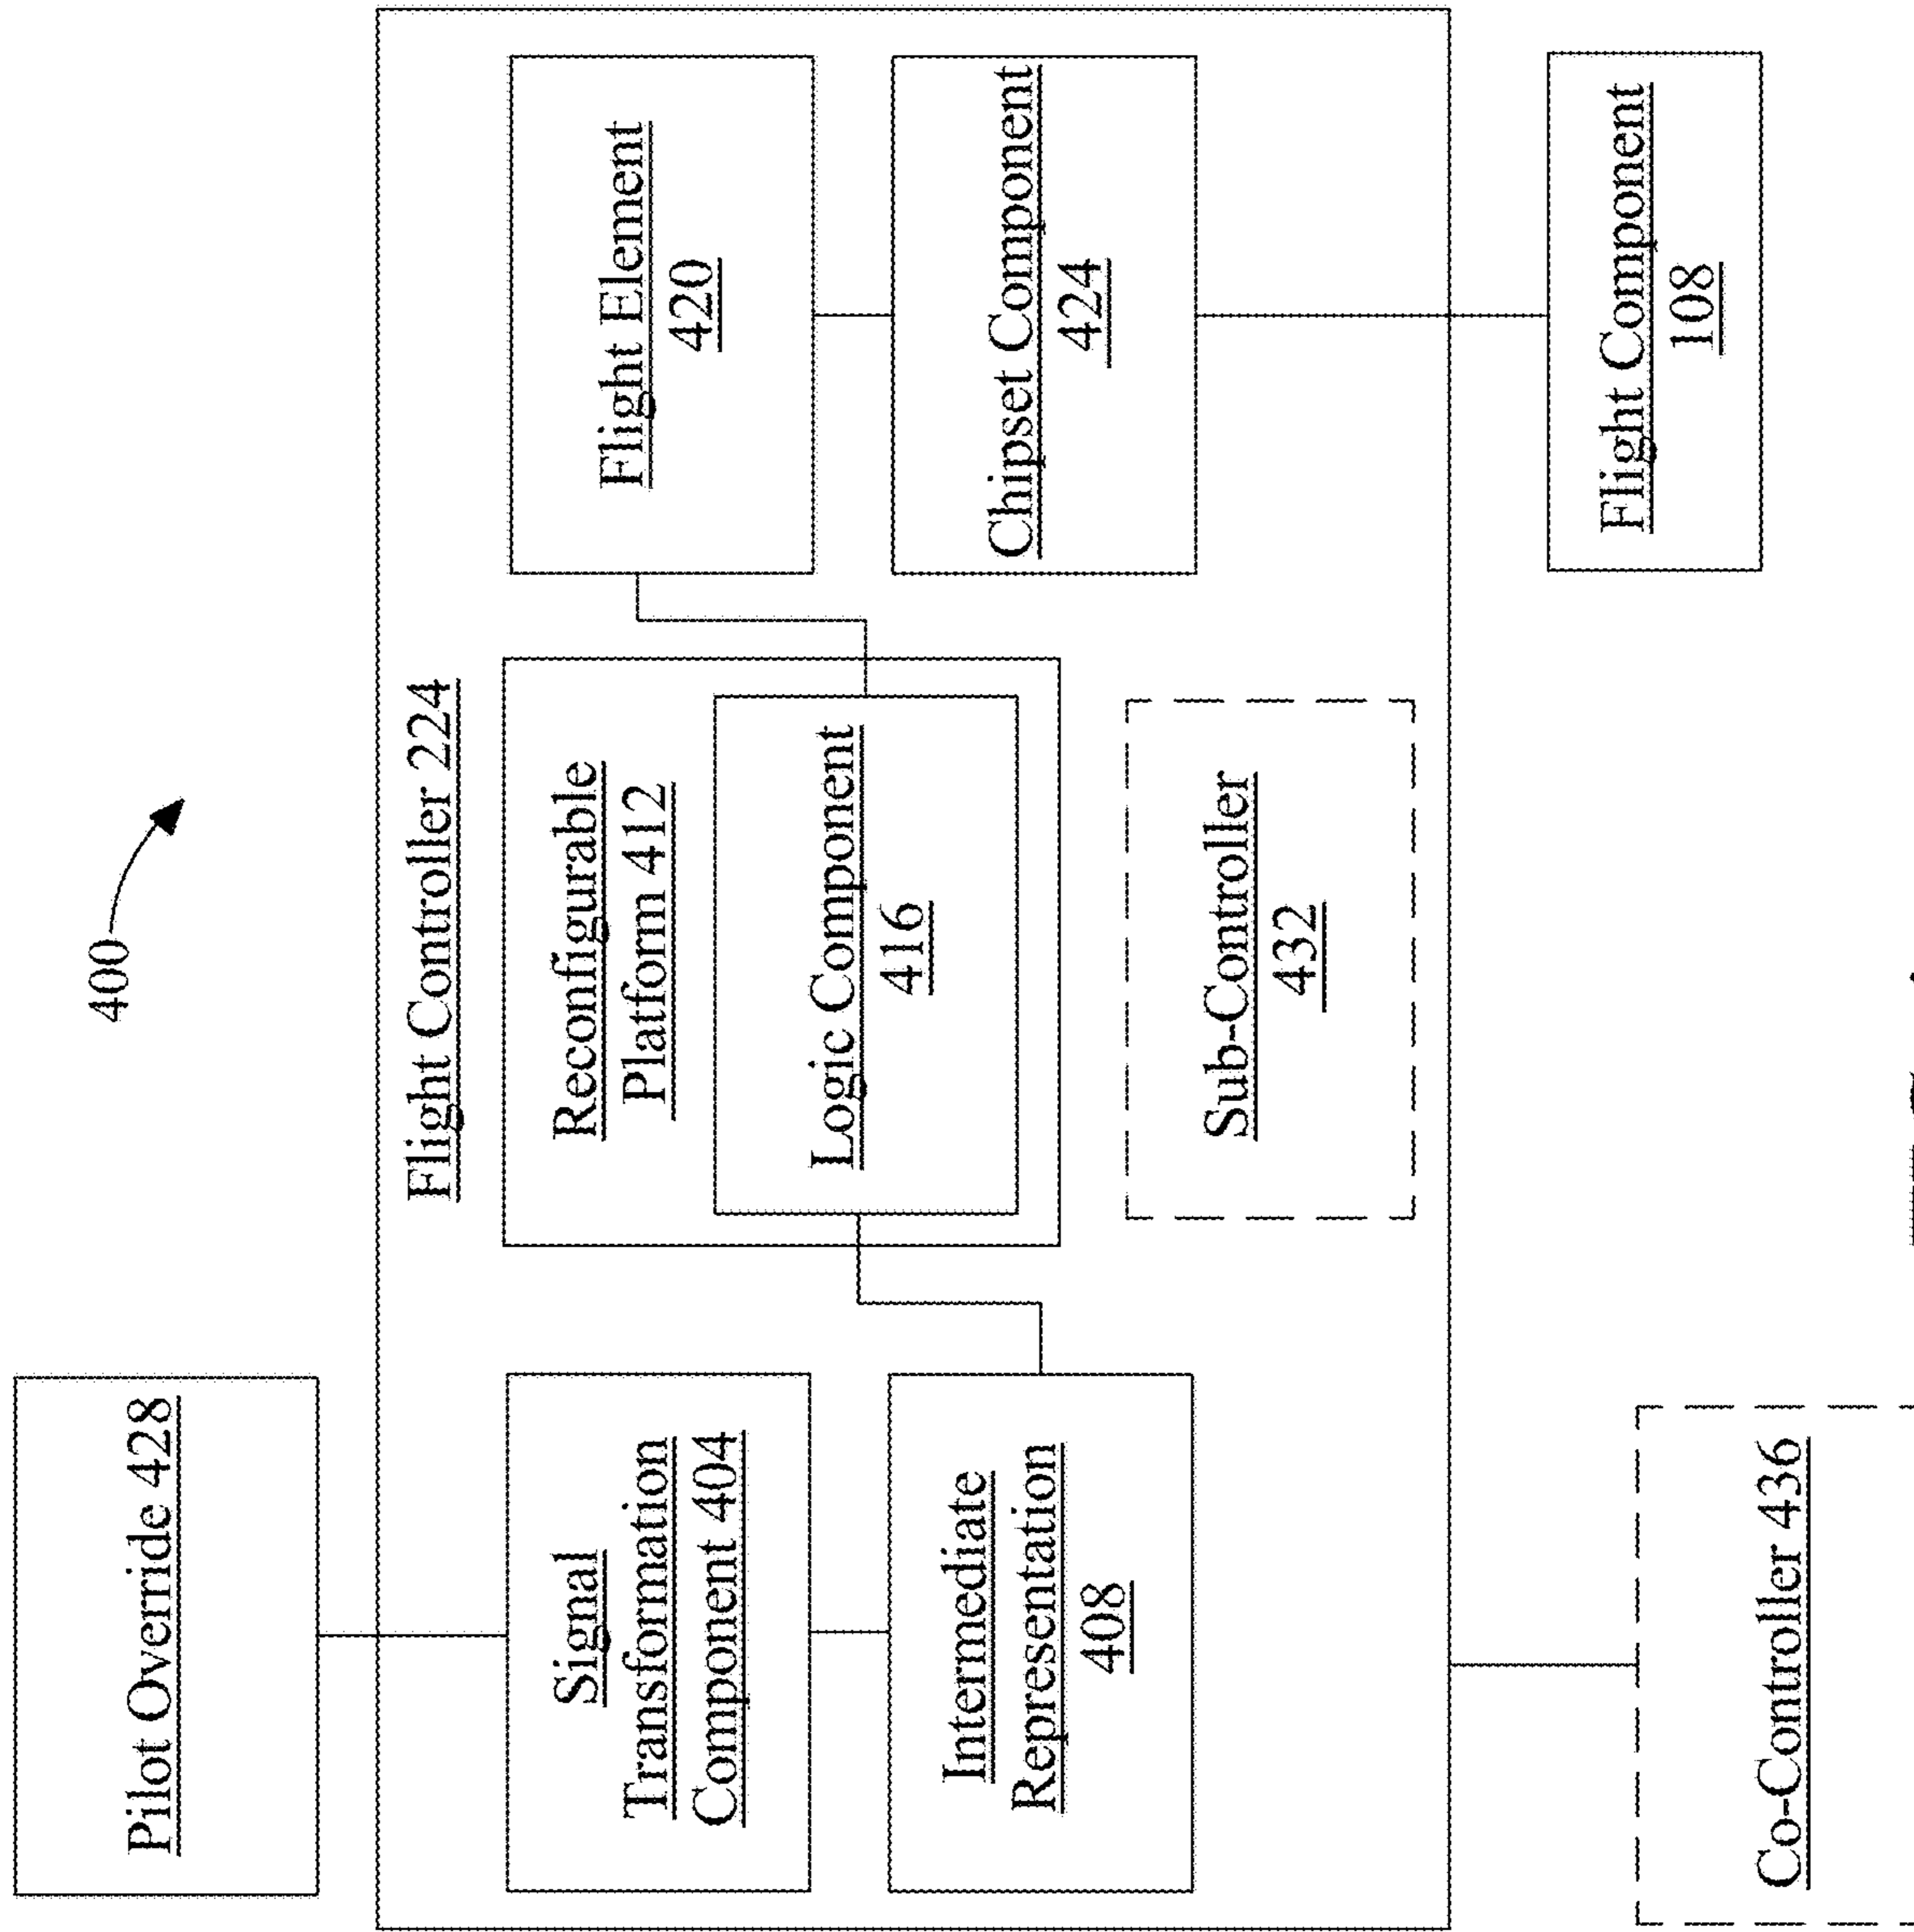 400
Pilot Override 428
Flight Controller 224
Signal
Transformation
Component 404
Intermediate
Representation
408
Reconfigurable
Platform 412
Logic Component
416
Sub-Controller
432
Flight Element
420
Chipset Component
424
Co-Controller 436
Flight Component
108